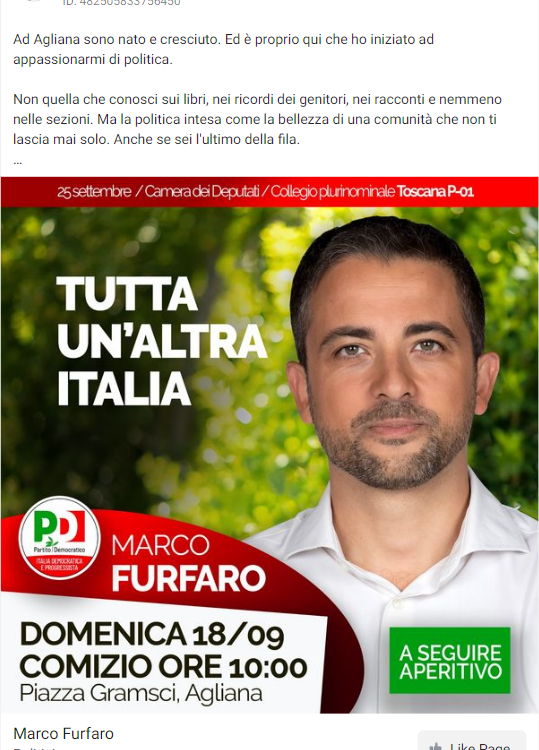 ID: 482505833756450
Ad Agliana sono nato e cresciuto. Ed è proprio qui che ho iniziato ad
appassionarmi di politica.
Non quella che conosci sui libri, nei ricordi dei genitori, nei racconti e nemmeno
nelle sezioni. Ma la politica intesa come la bellezza di una comunità che non ti
lascia mai solo. Anche se sei l'ultimo della fila.
...
25 settembre / Camera dei Deputati / Collegio plurinominale Toscana P-01
TUTTA
UN'ALTRA
ITALIA
PD
Partito Democratico
ITALIA DEMOCRATICA
E PROGRESSISTA
MARCO
FURFARO
DOMENICA 18/09
COMIZIO ORE 10:00
Piazza Gramsci, Agliana
A SEGUIRE
APERITIVO
Marco Furfaro
Like Page